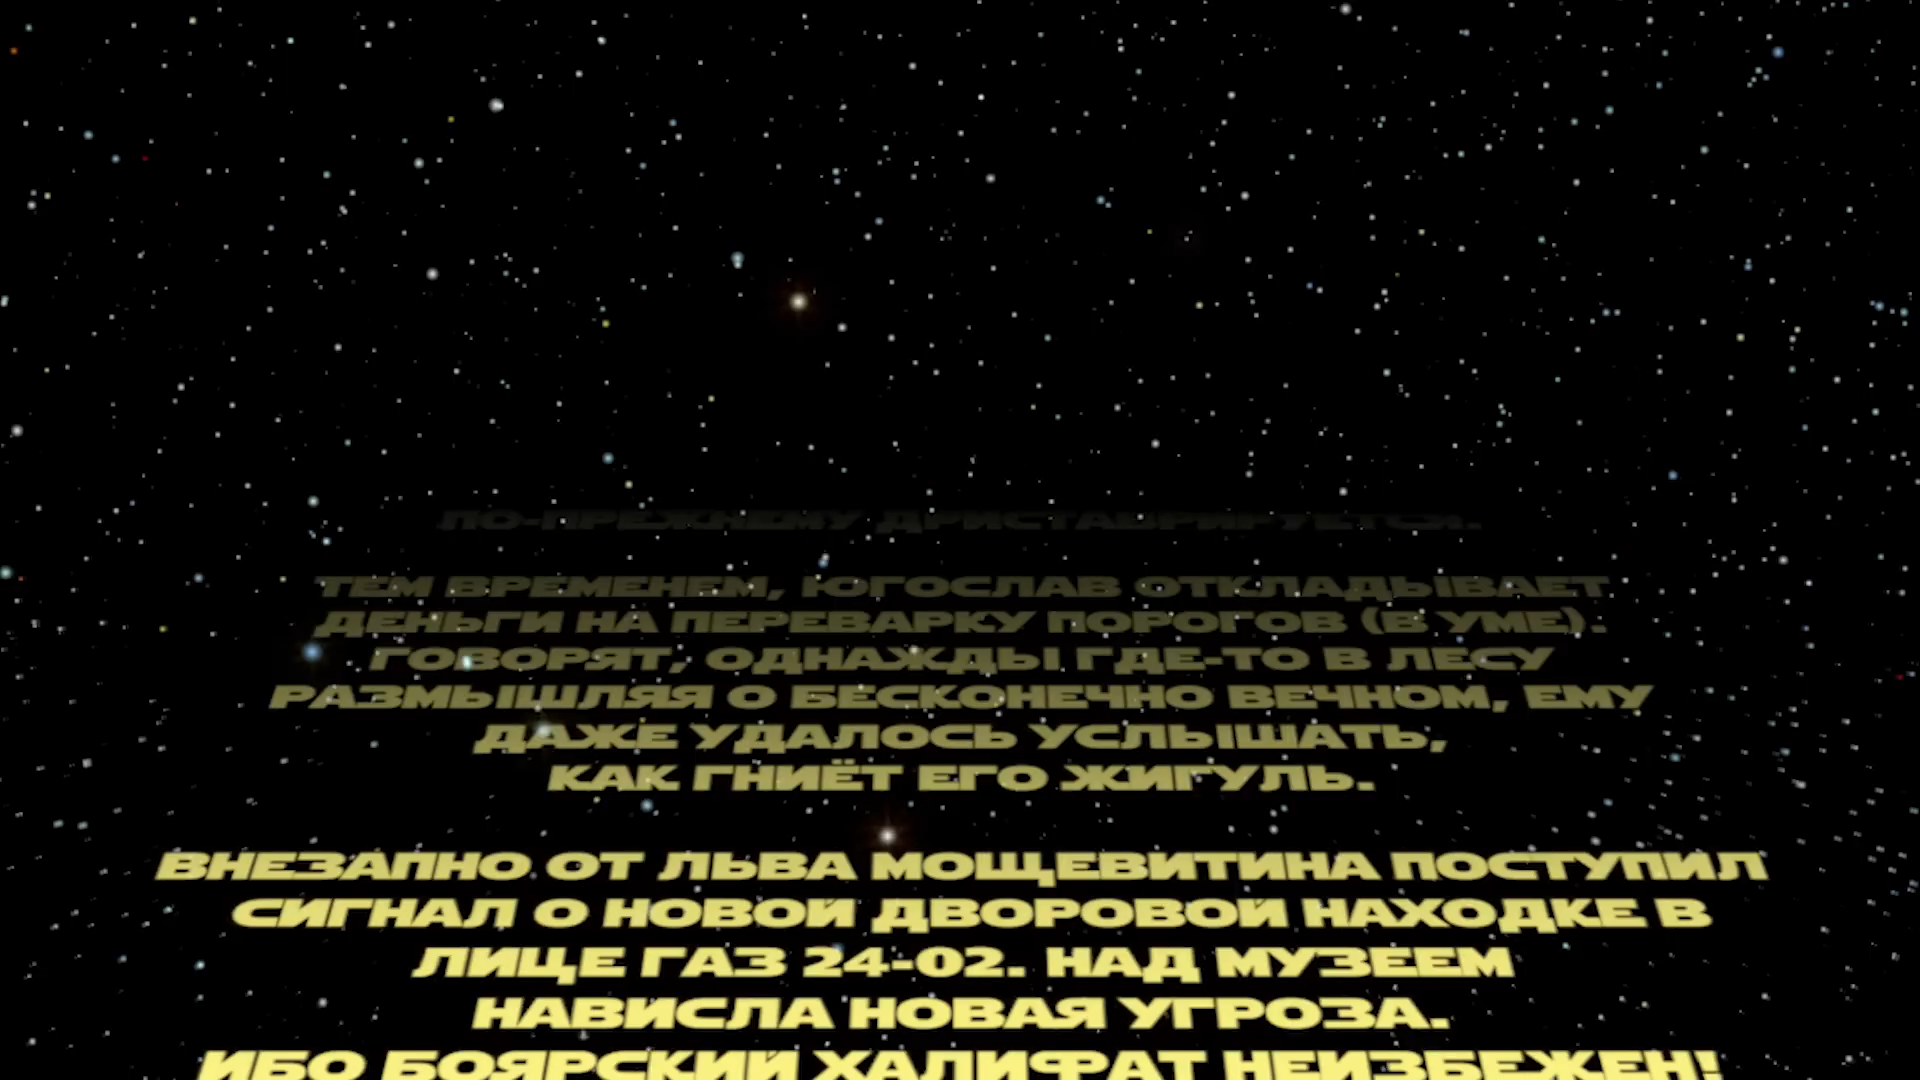 ПО-ПРЕЖНЕМУ ДРИСТАВРИРУЕТСЯ.
ТЕМ ВРЕМЕНЕМ, ЮГОСЛАВ ОТКЛАДЫВАЕТ
ДЕНЬГИ НА ПЕРЕВАРКУ ПОРОГОВ (В УМЕ).
ГОВОРЯТ, ОДНАЖДЫ ГДЕ-ТО В ЛЕСУ
РАЗМЫШЛЯЯ О БЕСКОНЕЧНО ВЕЧНОМ, ЕМУ
ДАЖЕ УДАЛОСЬ УСЛЫШАТЬ,
КАК ГНИЁТ ЕГО ЖИГУЛЬ.
ВНЕЗАПНО ОТ ЛЬВА МОЩЕВИТИНА ПОСТУПИЛ
СИГНАЛ О НОВОЙ ДВОРОВОЙ НАХОДКЕ В
ЛИЦЕ ГАЗ 24-02. НАД МУЗЕЕМ
НАВИСЛА НОВАЯ УГРОЗА.
ИБО БОЯРСКИЙ ХАЛИФАТ НЕИЗБЕЖЕН!